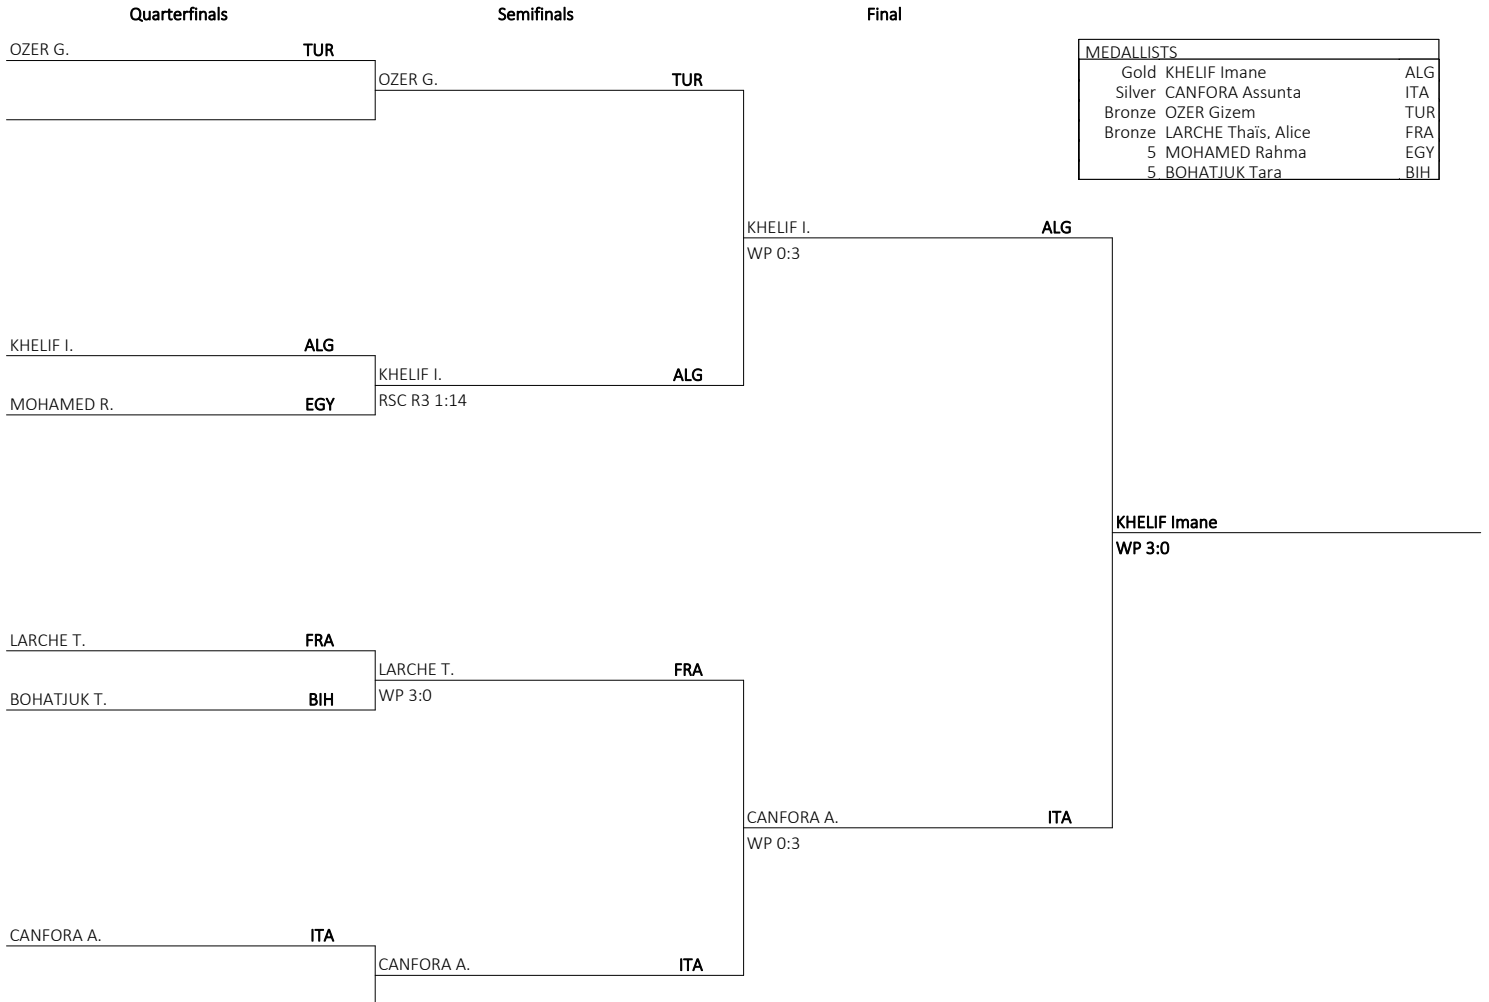 Quarterfinals Semifinals Final
OZER G. TUR
OZER G. TUR
MEDALLISTS
Gold KHELIF Imane ALG
Silver CANFORA Assunta ITA
Bronze OZER Gizem TUR
Bronze LARCHE Thaïs, Alice FRA
5 MOHAMED Rahma EGY
5 BOHATJUK Tara BIH
KHELIF I. ALG
WP 0:3
KHELIF I. ALG
KHELIF I. ALG
MOHAMED R. EGY
RSC R3 1:14
KHELIF Imane
WP 3:0
LARCHE T. FRA
LARCHE T. FRA
BOHATJUK T. BIH
WP 3:0
CANFORA A. ITA
WP 0:3
CANFORA A. ITA
CANFORA A. ITA